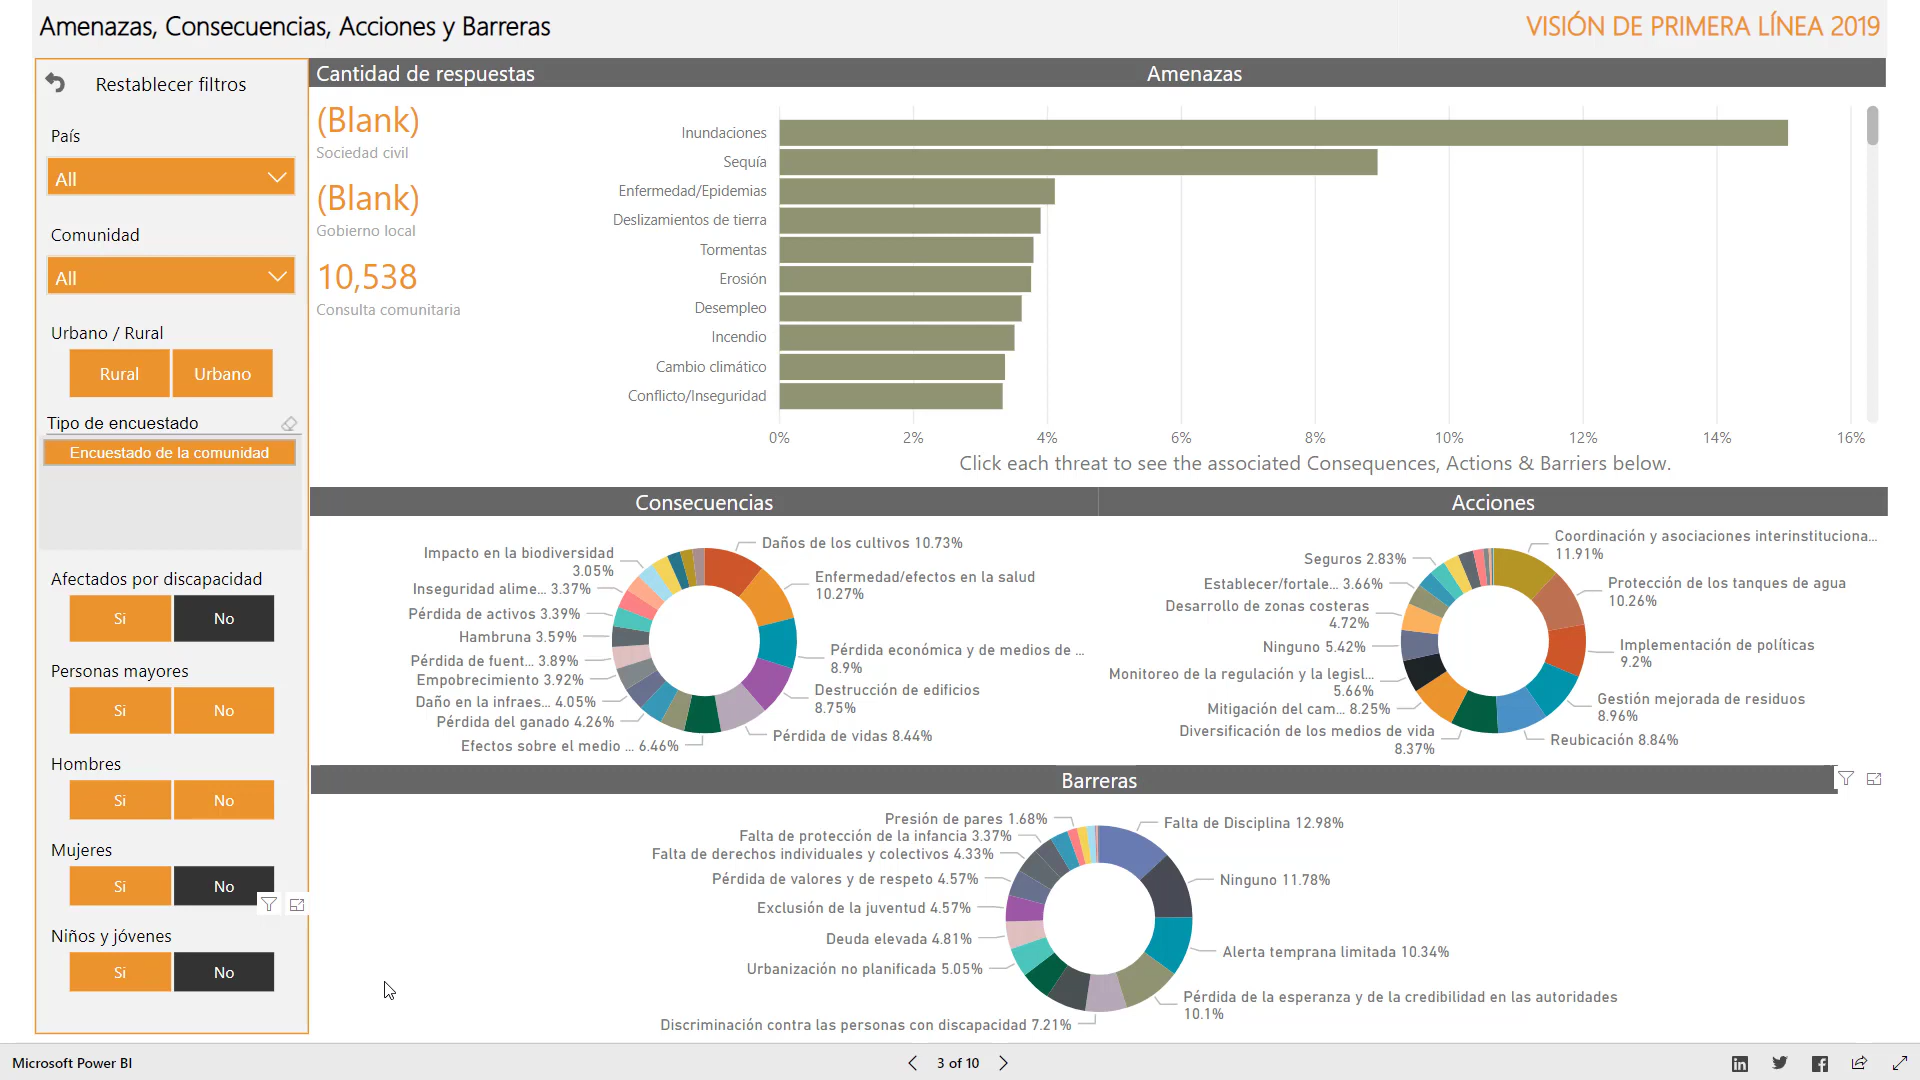 Amenazas, Consecuencias, Acciones y Barreras
VISIÓN DE PRIMERA LÍNEA 2019
Restablecer filtros
País
All
Comunidad
All
Urbano / Rural
Rural
Urbano
Tipo de encuestado
Encuestado de la comunidad
Afectados por discapacidad
Si
No
Personas mayores
Si
No
Hombres
Si
No
Mujeres
Si
No
Niños y jóvenes
Si
No
Cantidad de respuestas
(Blank)
Sociedad civil
(Blank)
Gobierno local
10,538
Consulta comunitaria
Amenazas
Inundaciones
Sequía
Enfermedad/Epidemias
Deslizamientos de tierra
Tormentas
Erosión
Desempleo
Incendio
Cambio climático
Conflicto/Inseguridad
0%
2%
4%
6%
8%
10%
12%
14%
16%
Click each threat to see the associated Consequences, Actions & Barriers below.
Consecuencias
Daños de los cultivos 10.73%
Enfermedad/efectos en la salud
10.27%
Pérdida económica y de medios de ...
8.9%
Destrucción de edificios
8.75%
Pérdida de vidas 8.44%
Efectos sobre el medio ... 6.46%
Pérdida del ganado 4.26%
Daño en la infraes... 4.05%
Empobrecimiento 3.92%
Pérdida de fuent... 3.89%
Hambruna 3.59%
Pérdida de activos 3.39%
Inseguridad alime... 3.37%
Impacto en la biodiversidad
3.05%
Acciones
Coordinación y asociaciones interinstituciona...
11.91%
Protección de los tanques de agua
10.26%
Implementación de políticas
9.2%
Gestión mejorada de residuos
8.96%
Reubicación 8.84%
Diversificación de los medios de vida
8.37%
Mitigación del cam... 8.25%
Monitoreo de la regulación y la legisl...
5.66%
Ninguno 5.42%
Desarrollo de zonas costeras
4.72%
Establecer/fortale... 3.66%
Seguros 2.83%
Barreras
Falta de Disciplina 12.98%
Ninguno 11.78%
Alerta temprana limitada 10.34%
Pérdida de la esperanza y de la credibilidad en las autoridades
10.1%
Discriminación contra las personas con discapacidad 7.21%
Urbanización no planificada 5.05%
Deuda elevada 4.81%
Exclusión de la juventud 4.57%
Pérdida de valores y de respeto 4.57%
Falta de derechos individuales y colectivos 4.33%
Falta de protección de la infancia 3.37%
Presión de pares 1.68%
Microsoft Power BI
3 of 10